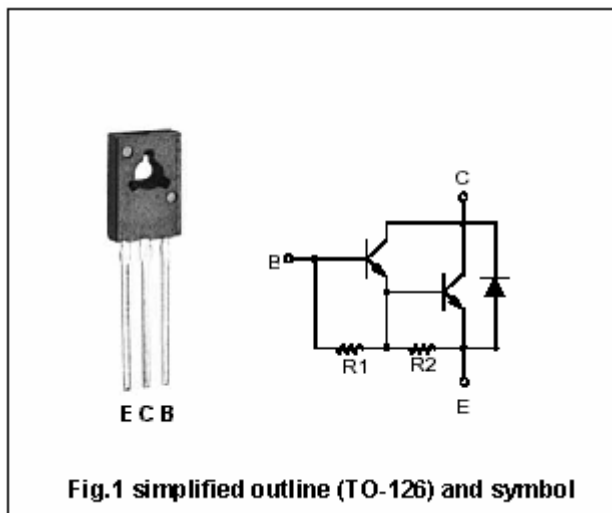 C
B
R1 R2
E C B
E
Fig.1 simplified outline (TO-126) and symbol